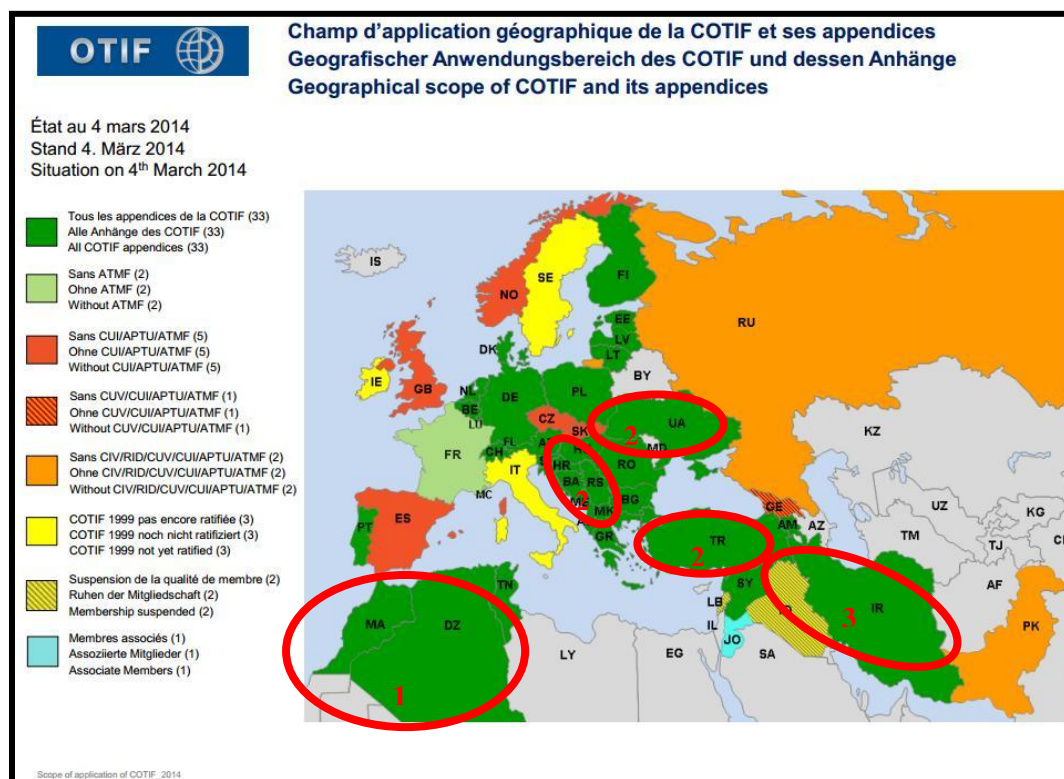 OTIF
Champ d’application géographique de la COTIF et ses appendices
Geografischer Anwendungsbereich des COTIF und dessen Anhänge
Geographical scope of COTIF and its appendices
État au 4 mars 2014
Stand 4. März 2014
Situation on 4th March 2014
Tous les appendices de la COTIF (33)
Alle Anhänge des COTIF (33)
All COTIF appendices (33)
Sans ATMF (2)
Ohne ATMF (2)
Without ATMF (2)
Sans CUI/APTU/ATMF (5)
Ohne CUI/APTU/ATMF (5)
Without CUI/APTU/ATMF (5)
Sans CUV/CUI/APTU/ATMF (1)
Ohne CUV/CUI/APTU/ATMF (1)
Without CUV/CUI/APTU/ATMF (1)
Sans CIV/RID/CUV/CUI/APTU/ATMF (2)
Ohne CIV/RID/CUV/CUI/APTU/ATMF (2)
Without CIV/RID/CUV/CUI/APTU/ATMF (2)
COTIF 1999 pas encore ratifiée (3)
COTIF 1999 noch nicht ratifiziert (3)
COTIF 1999 not yet ratified (3)
Suspension de la qualité de membre (2)
Ruhen der Mitgliedschaft (2)
Membership suspended (2)
Membres associés (1)
Assoziierte Mitglieder (1)
Associate Members (1)
IS
SE
FI
NO
RU
EE
LV
LT
DK
IE
GB
NL
BE
LU
DE
PL
BY
CZ
SK
UA
2
MD
KZ
FR
FL
CH
IT
HR
RO
BA
RS
2
BG
MK
MC
PT
ES
GR
TR
2
GE
AM
AZ
UZ
KG
TM
TJ
TN
SY
LB
IL
JO
IR
3
AF
PK
MA
DZ
1
LY
EG
SA
Scope of application of COTIF_2014